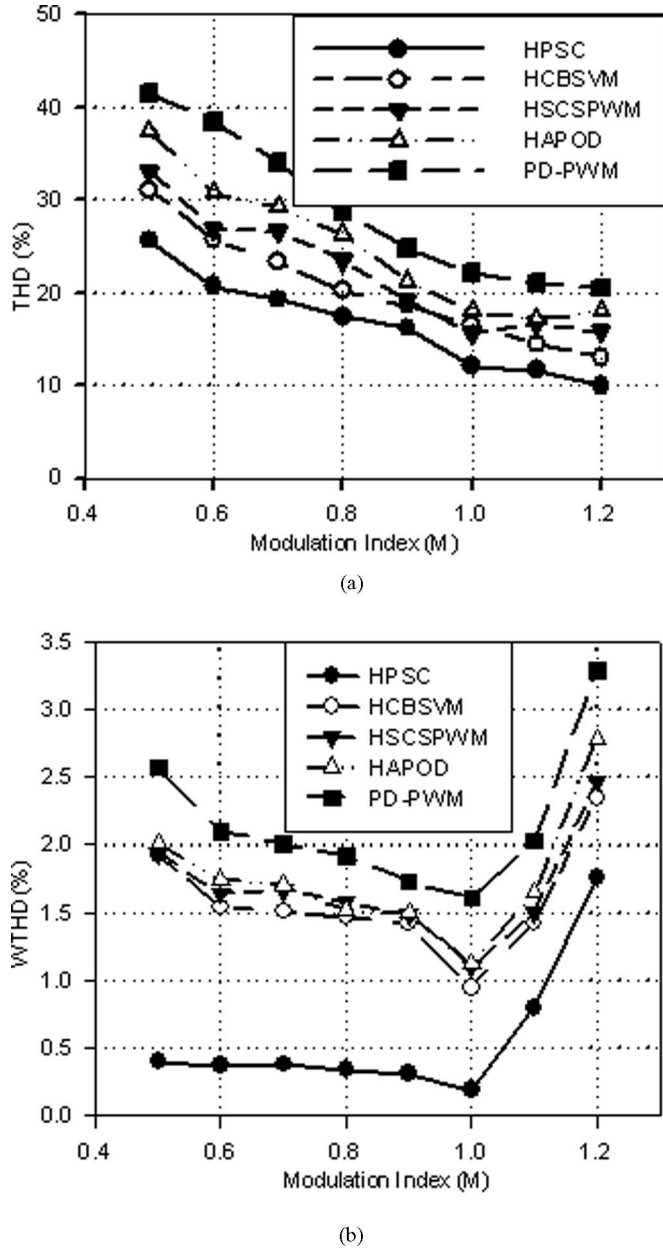 50
40
30
20
10
0
THD (%)
HPSC
HCBSVM
HSCSPWM
HAPOD
PD-PWM
0.4 0.6 0.8 1.0 1.2
Modulation Index (M)
(a)
3.5
3.0
2.5
2.0
1.5
1.0
0.5
0.0
WTHD (%)
HPSC
HCBSVM
HSCSPWM
HAPOD
PD-PWM
0.4 0.6 0.8 1.0 1.2
Modulation Index (M)
(b)